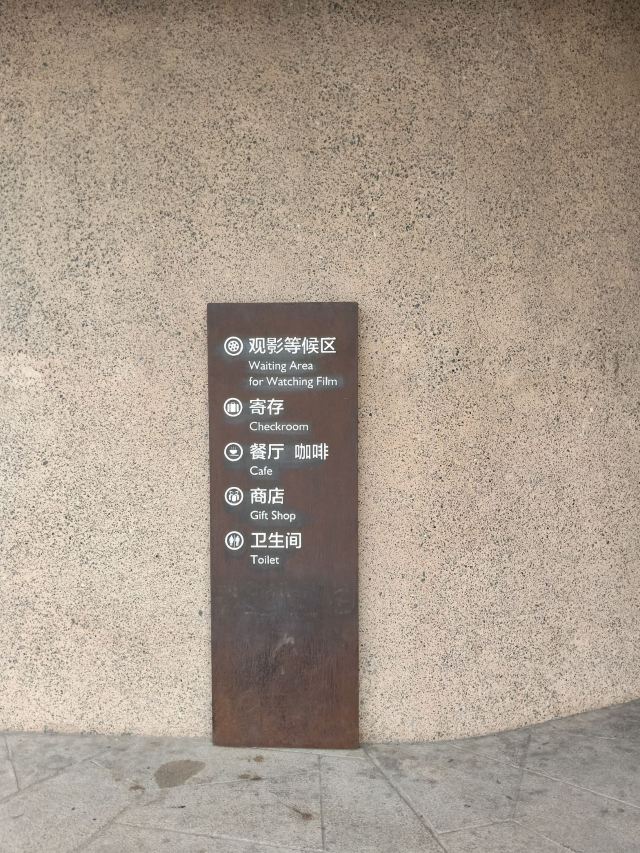 观影等候区
Waiting Area
for Watching Film
寄存
Checkroom
餐厅 咖啡
Cafe
商店
Gift Shop
卫生间
Toilet